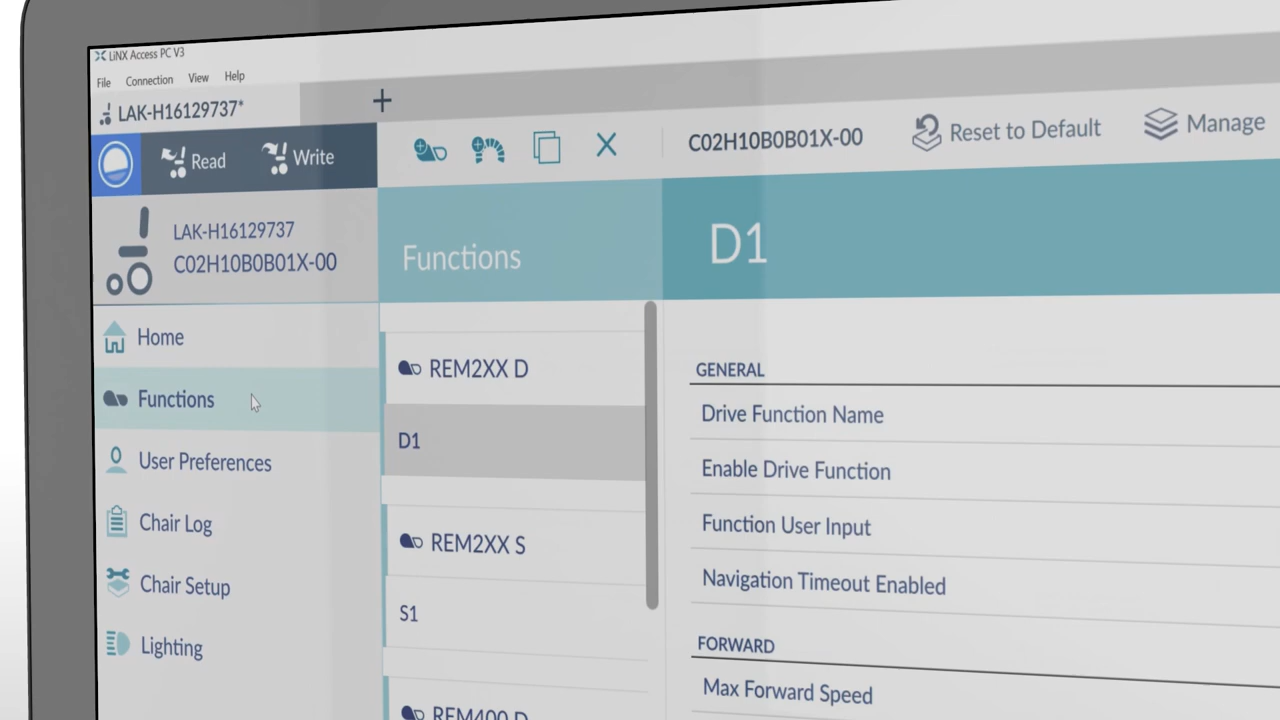 LiNX Access PC V3
File Connection View Help
LAK-H16129737*
Read Write
C02H10B0B01X-00
Reset to Default
Manage
LAK-H16129737
C02H10B0B01X-00
Functions
D1
Home
Functions
User Preferences
Chair Log
Chair Setup
Lighting
REM2XX D
D1
REM2XX S
S1
REM400 D
GENERAL
Drive Function Name
Enable Drive Function
Function User Input
Navigation Timeout Enabled
FORWARD
Max Forward Speed